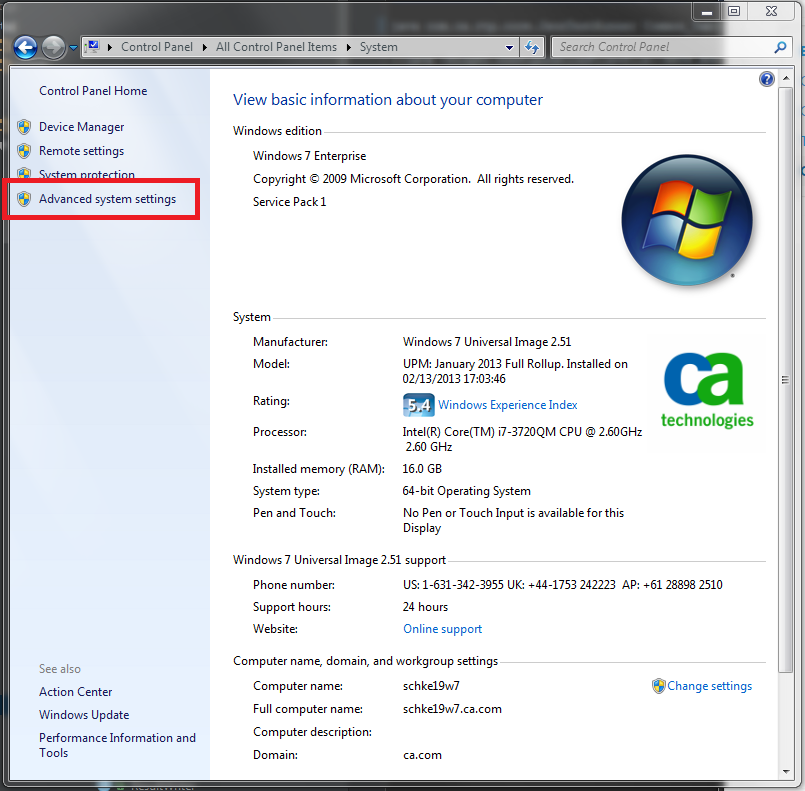 Control Panel ▸ All Control Panel Items ▸ System
Search Control Panel
Control Panel Home
Device Manager
Remote settings
System protection
Advanced system settings
See also
Action Center
Windows Update
Performance Information and
Tools
View basic information about your computer
Windows edition
Windows 7 Enterprise
Copyright © 2009 Microsoft Corporation. All rights reserved.
Service Pack 1
System
Manufacturer: Windows 7 Universal Image 2.51
Model: UPM: January 2013 Full Rollup. Installed on
02/13/2013 17:03:46
Rating: 5.4 Windows Experience Index
Processor: Intel(R) Core(TM) i7-3720QM CPU @ 2.60GHz
2.60 GHz
Installed memory (RAM): 16.0 GB
System type: 64-bit Operating System
Pen and Touch: No Pen or Touch Input is available for this
Display
ca
technologies
Windows 7 Universal Image 2.51 support
Phone number: US: 1-631-342-3955 UK: +44-1753 242223 AP: +61 28898 2510
Support hours: 24 hours
Website: Online support
Computer name, domain, and workgroup settings
Computer name: schke19w7
Change settings
Full computer name: schke19w7.ca.com
Computer description:
Domain: ca.com